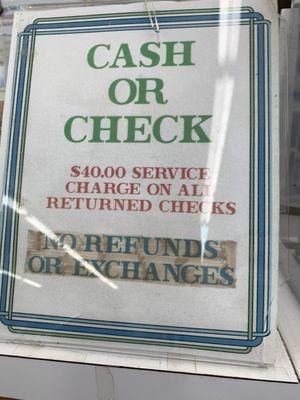 CASH
OR
CHECK
$40.00 SERVICE
CHARGE ON ALL
RETURNED CHECKS
NO REFUNDS
OR EXCHANGES